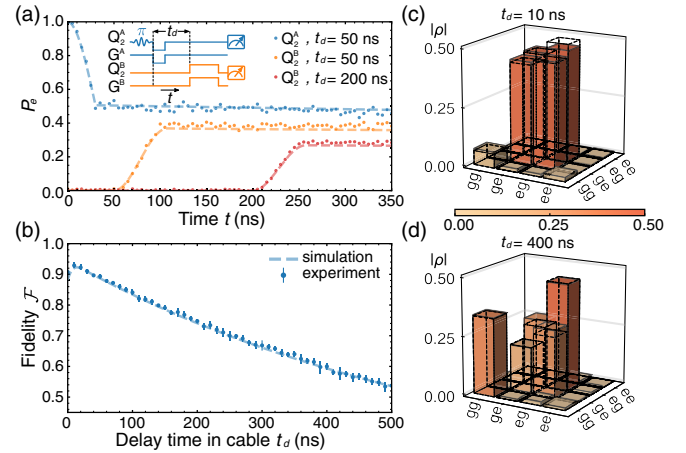 (a)
1.0
0.8
0.6
0.4
0.2
0.0
P_e
Q_2^A
G^A
Q_2^B
G^B
π
t_d
t
Q_2^A , t_d = 50 ns
Q_2^B , t_d = 50 ns
Q_2^B , t_d = 200 ns
0 50 100 150 200 250 300 350
Time t (ns)
(b)
1.0
0.9
0.8
0.7
0.6
0.5
Fidelity ℱ
simulation
experiment
0 100 200 300 400 500
Delay time in cable t_d (ns)
(c)
t_d = 10 ns
|ρ|
0.50
0.25
0.00
gg ge eg ee
gg ge eg ee
0.00 0.25 0.50
(d)
t_d = 400 ns
|ρ|
0.50
0.25
0.00
gg ge eg ee
gg ge eg ee